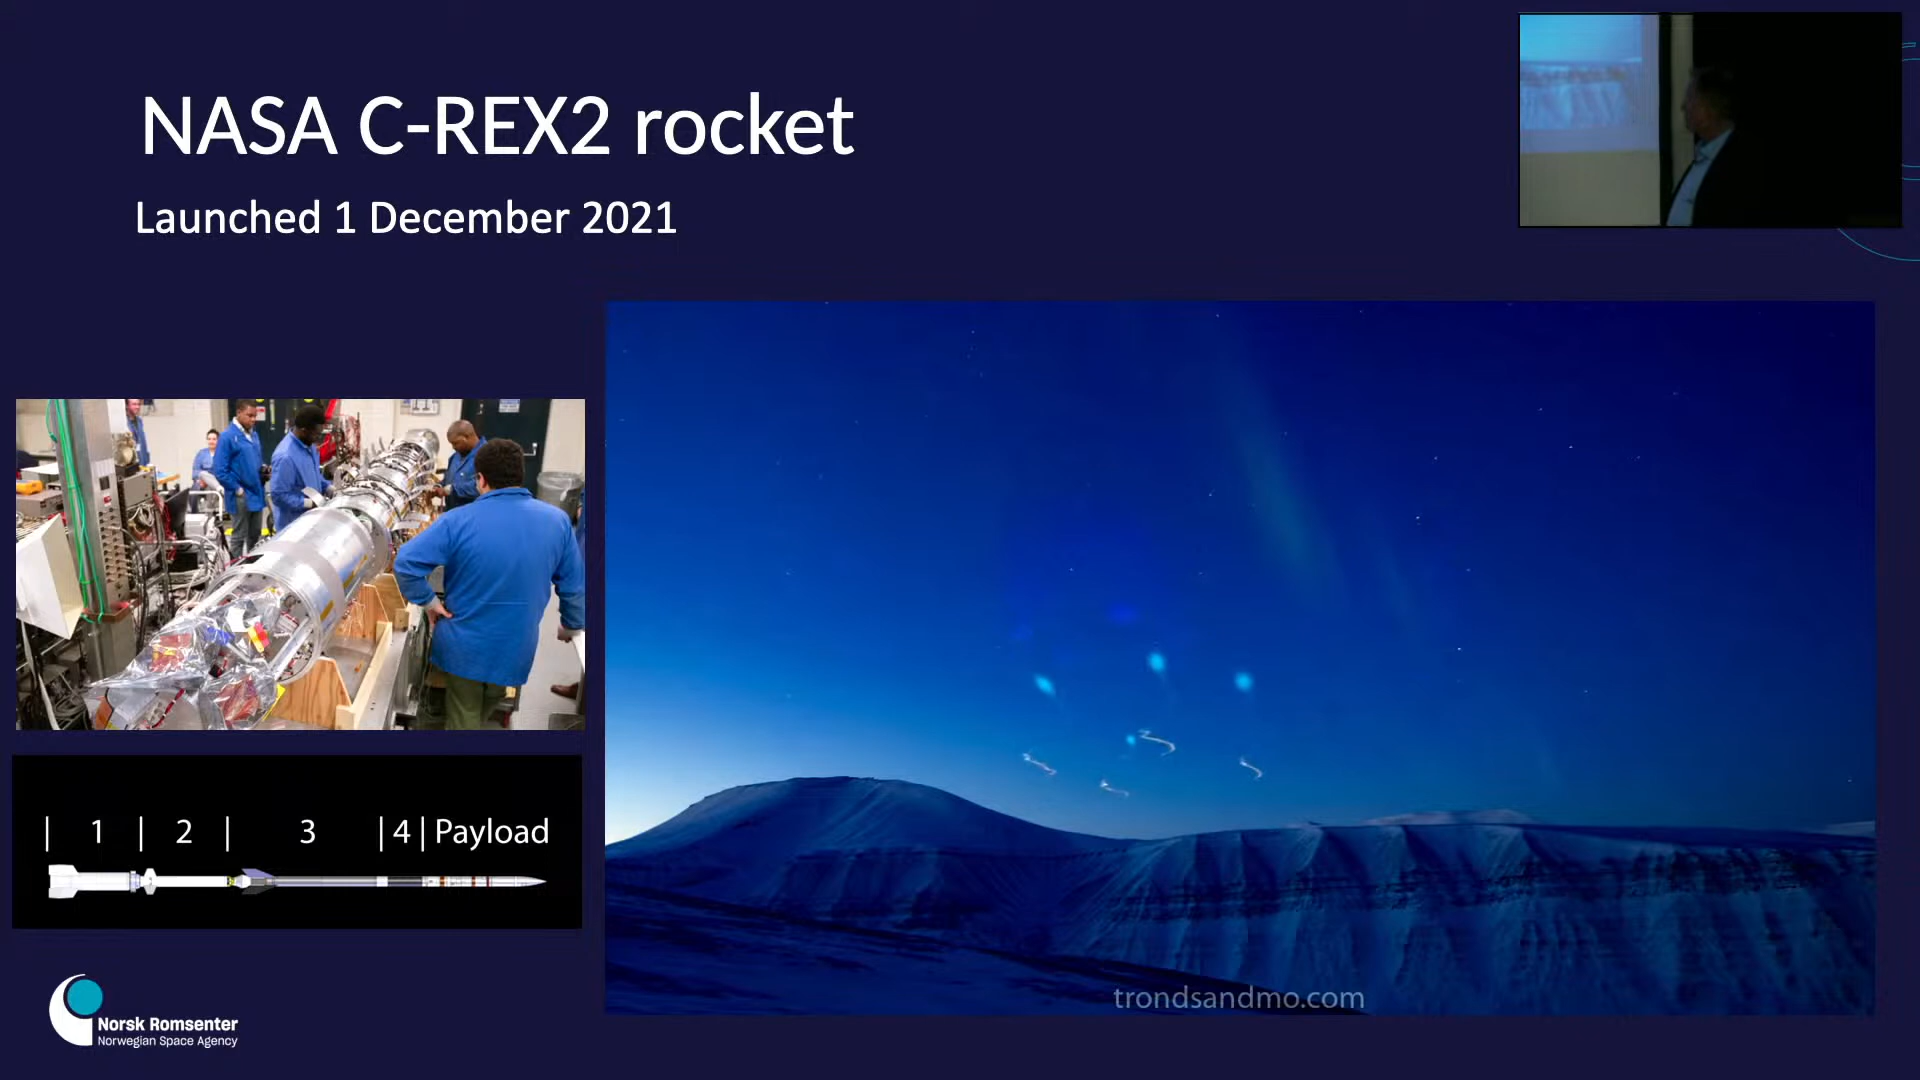 NASA C-REX2 rocket
Launched 1 December 2021
| 1 | 2 | 3 | 4 | Payload
trondsandmo.com
Norsk Romsenter
Norwegian Space Agency